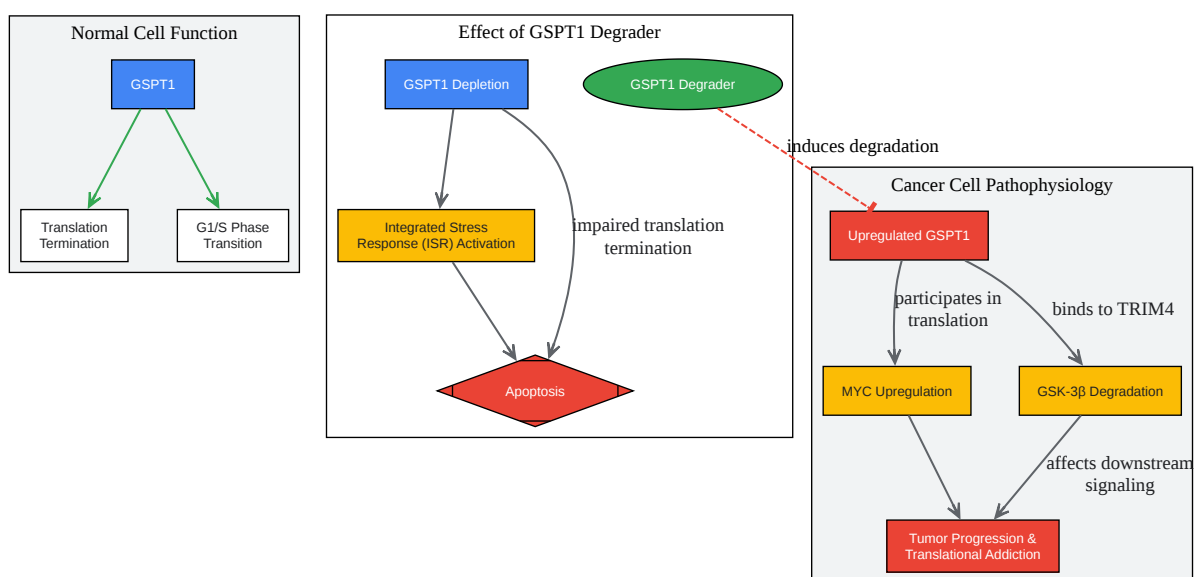 Normal Cell Function
GSPT1
Translation
Termination
G1/S Phase
Transition
Effect of GSPT1 Degrader
GSPT1 Depletion
GSPT1 Degrader
induces degradation
Integrated Stress
Response (ISR) Activation
impaired translation
termination
Apoptosis
Cancer Cell Pathophysiology
Upregulated GSPT1
participates in
translation
binds to TRIM4
MYC Upregulation
GSK-3β Degradation
affects downstream
signaling
Tumor Progression &
Translational Addiction